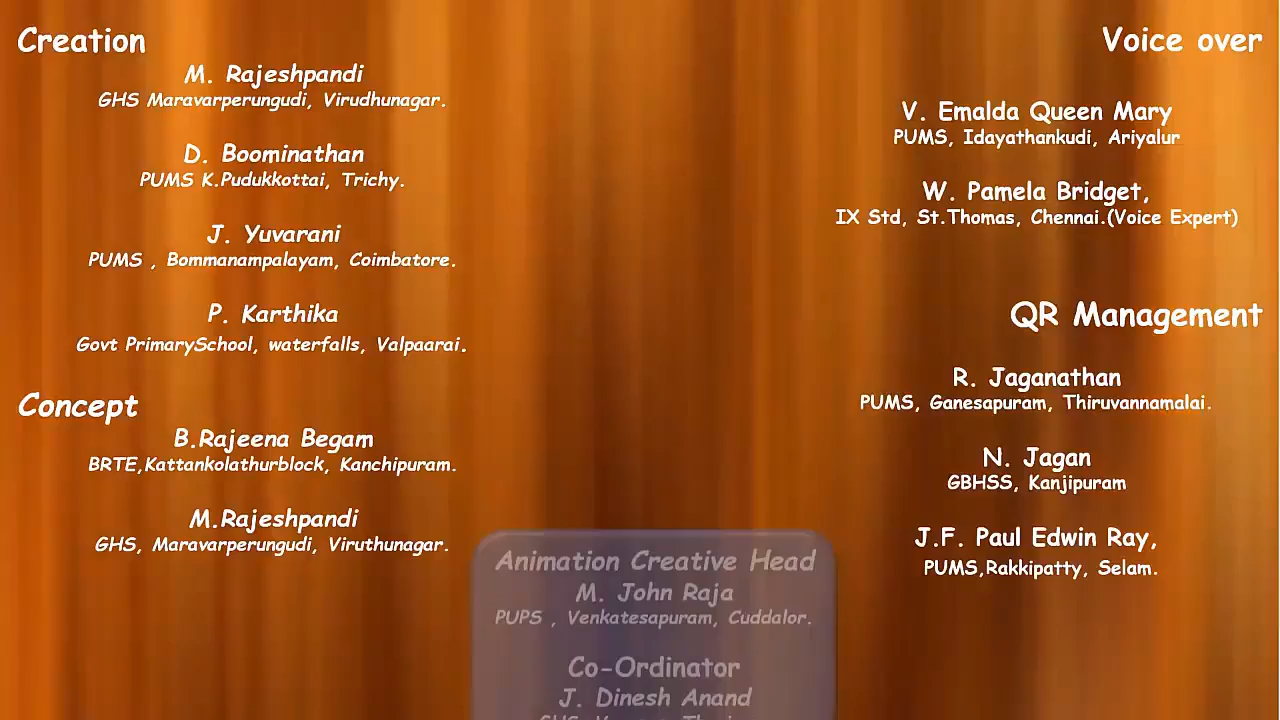 Creation
M. Rajeshpandi
GHS Maravarperungudi, Virudhunagar.
D. Boominathan
PUMS K.Pudukkottai, Trichy.
J. Yuvarani
PUMS , Bommanampalayam, Coimbatore.
P. Karthika
Govt PrimarySchool, waterfalls, Valpaarai.
Concept
B.Rajeena Begam
BRTE,Kattankolathurblock, Kanchipuram.
M.Rajeshpandi
GHS, Maravarperungudi, Viruthunagar.
Voice over
V. Emalda Queen Mary
PUMS, Idayathankudi, Ariyalur
W. Pamela Bridget,
IX Std, St.Thomas, Chennai.(Voice Expert)
QR Management
R. Jaganathan
PUMS, Ganesapuram, Thiruvannamalai.
N. Jagan
GBHSS, Kanjipuram
J.F. Paul Edwin Ray,
PUMS,Rakkipatty, Selam.
Animation Creative Head
M. John Raja
PUPS , Venkatesapuram, Cuddalor.
Co-Ordinator
J. Dinesh Anand